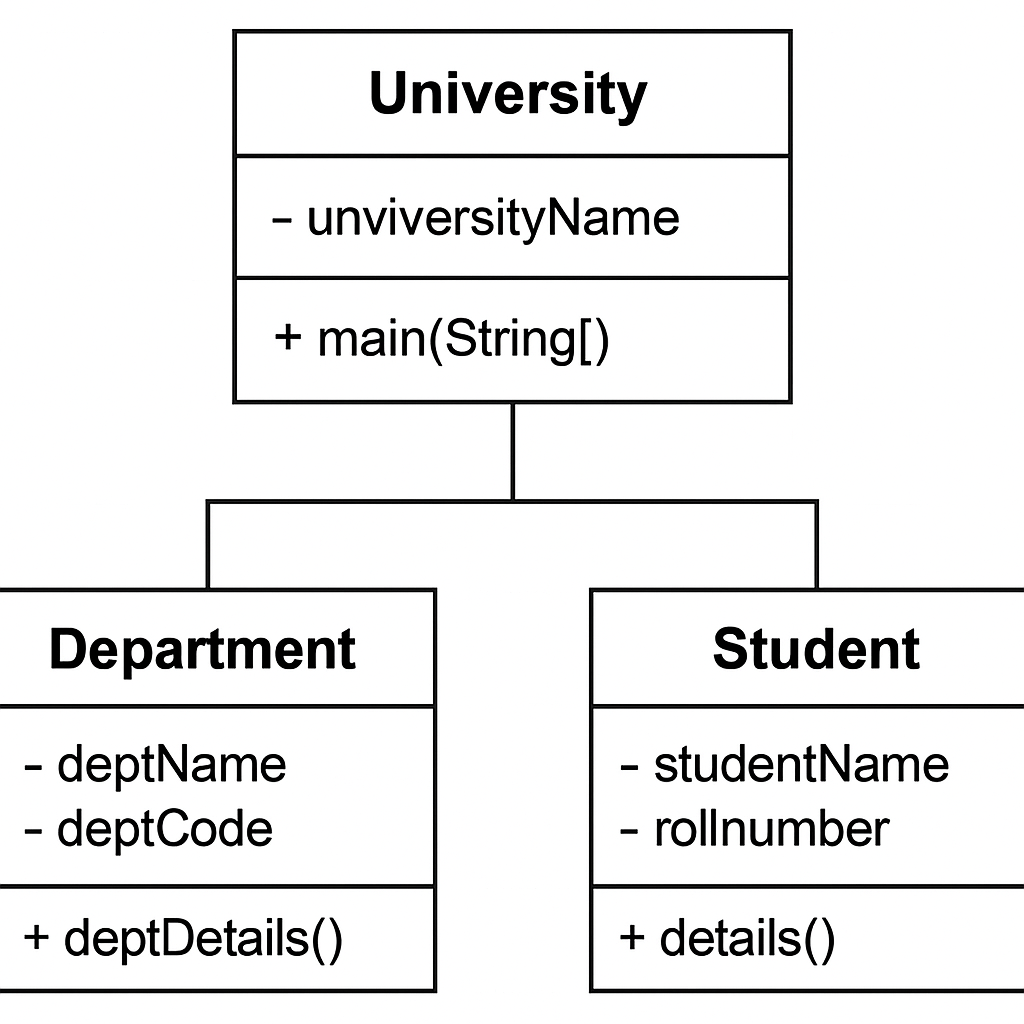 University
- unviversityName
+ main(String[)
Department
- deptName
- deptCode
+ deptDetails()
Student
- studentName
- rollnumber
+ details()